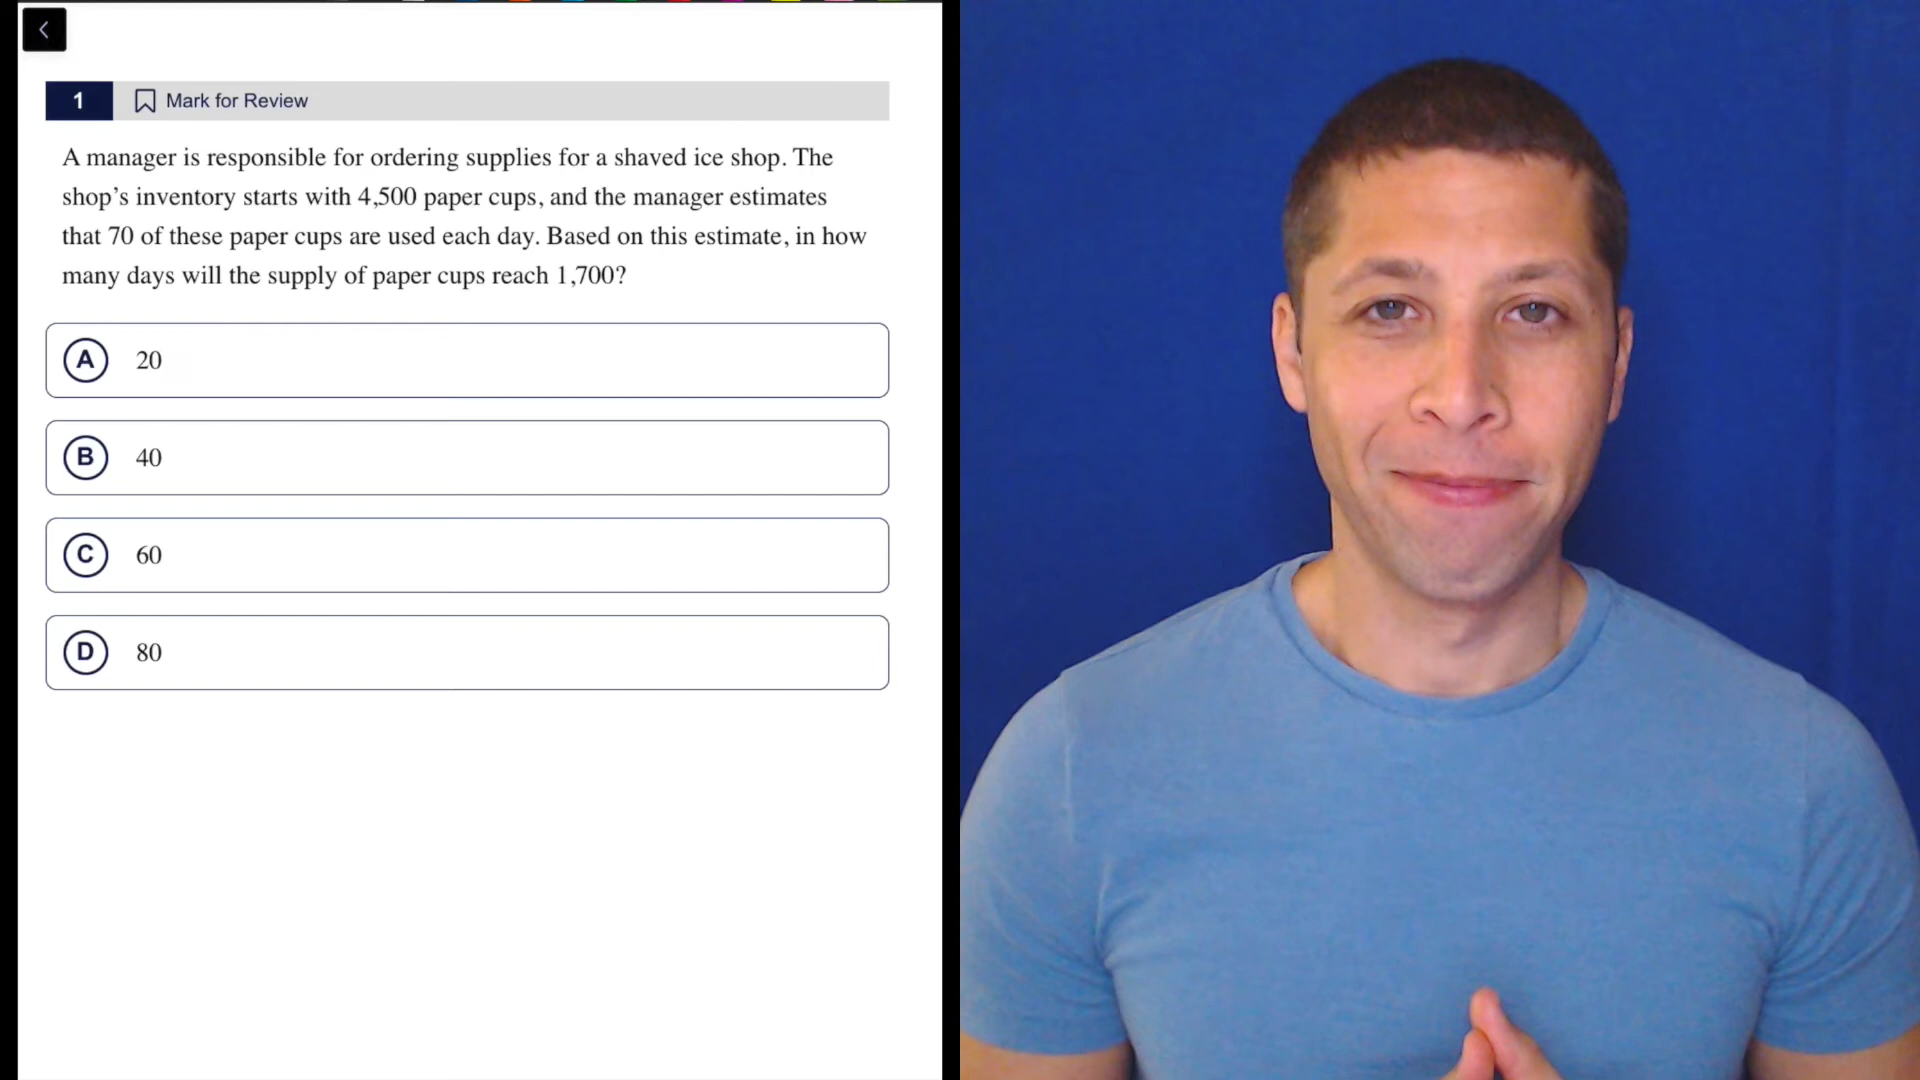 1 Mark for Review
A manager is responsible for ordering supplies for a shaved ice shop. The
shop’s inventory starts with 4,500 paper cups, and the manager estimates
that 70 of these paper cups are used each day. Based on this estimate, in how
many days will the supply of paper cups reach 1,700?
A 20
B 40
C 60
D 80